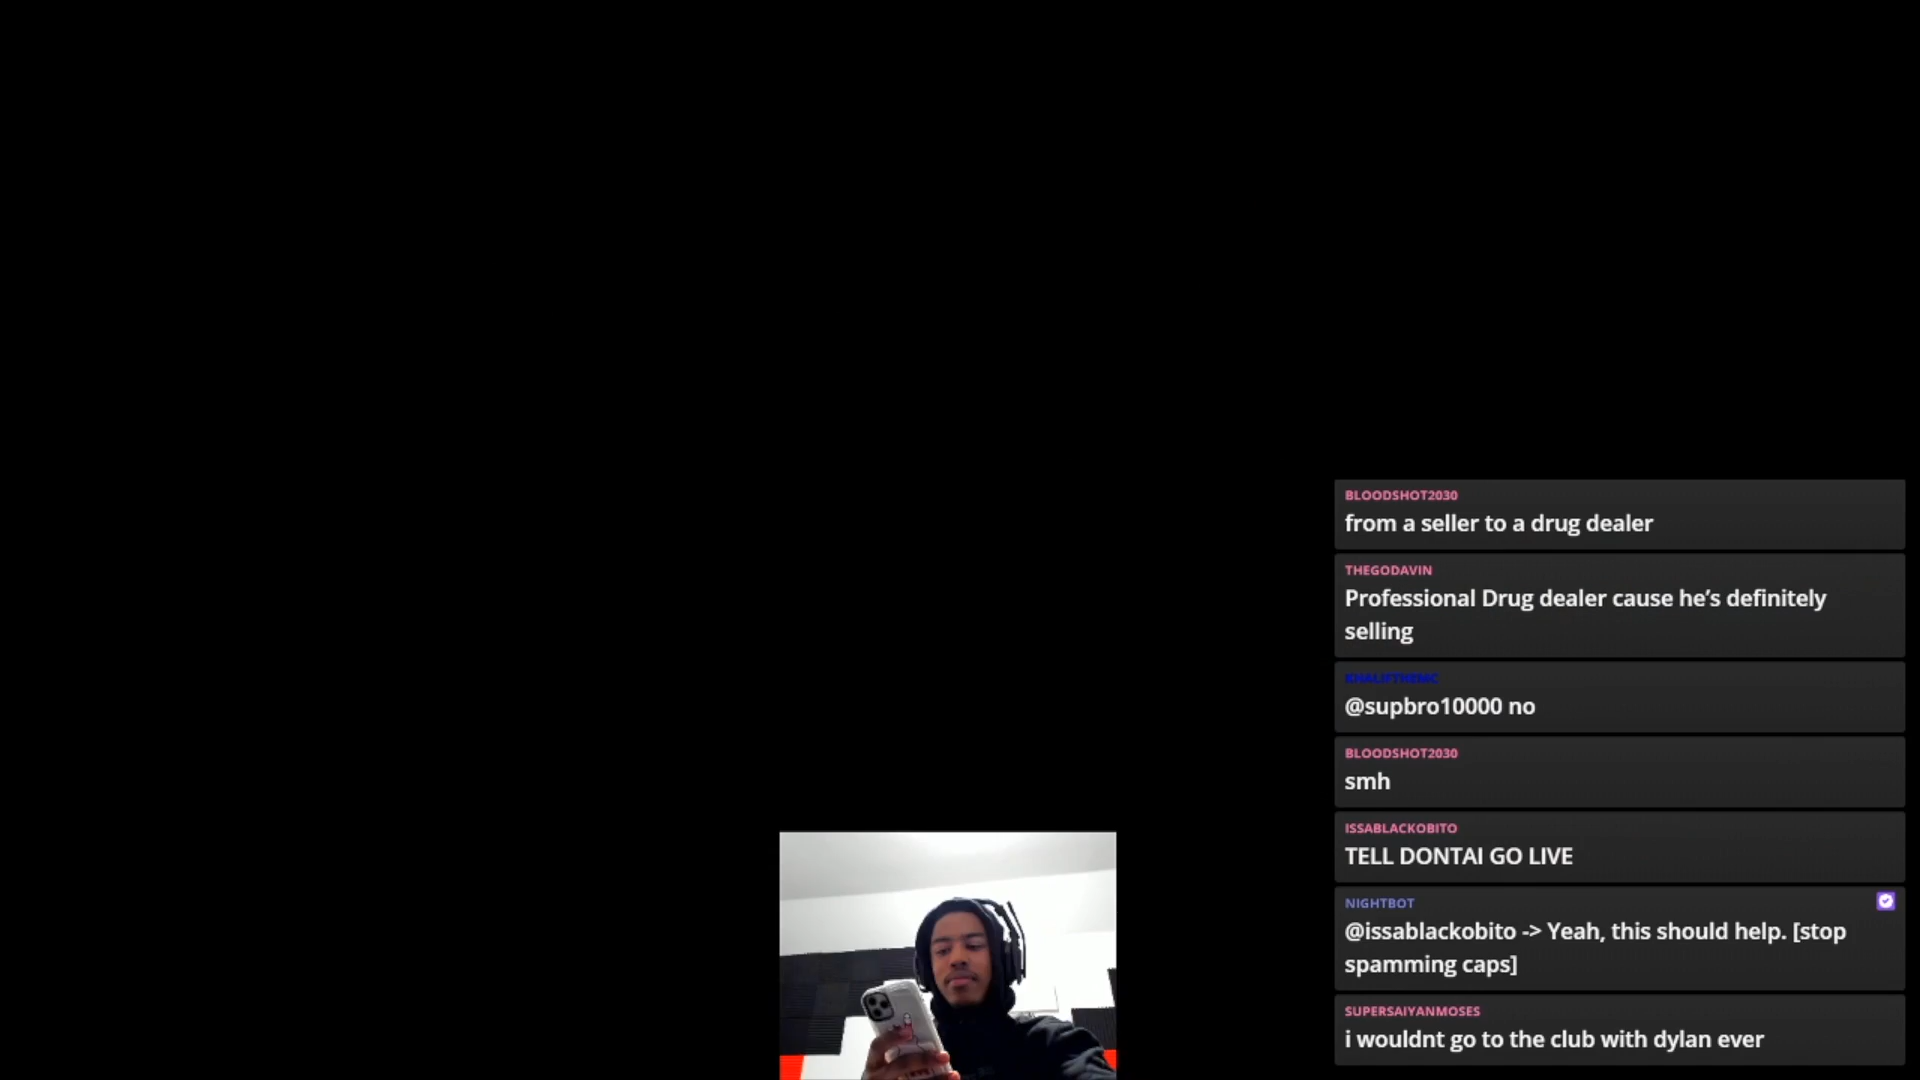 BLOODSHOT2030
from a seller to a drug dealer
THEGODAVIN
Professional Drug dealer cause he’s definitely
selling
KHALIFTHEMC
@supbro10000 no
BLOODSHOT2030
smh
ISSABLACKOBITO
TELL DONTAI GO LIVE
NIGHTBOT
@issablackobito -> Yeah, this should help. [stop
spamming caps]
SUPERSAIYANMOSES
i wouldnt go to the club with dylan ever